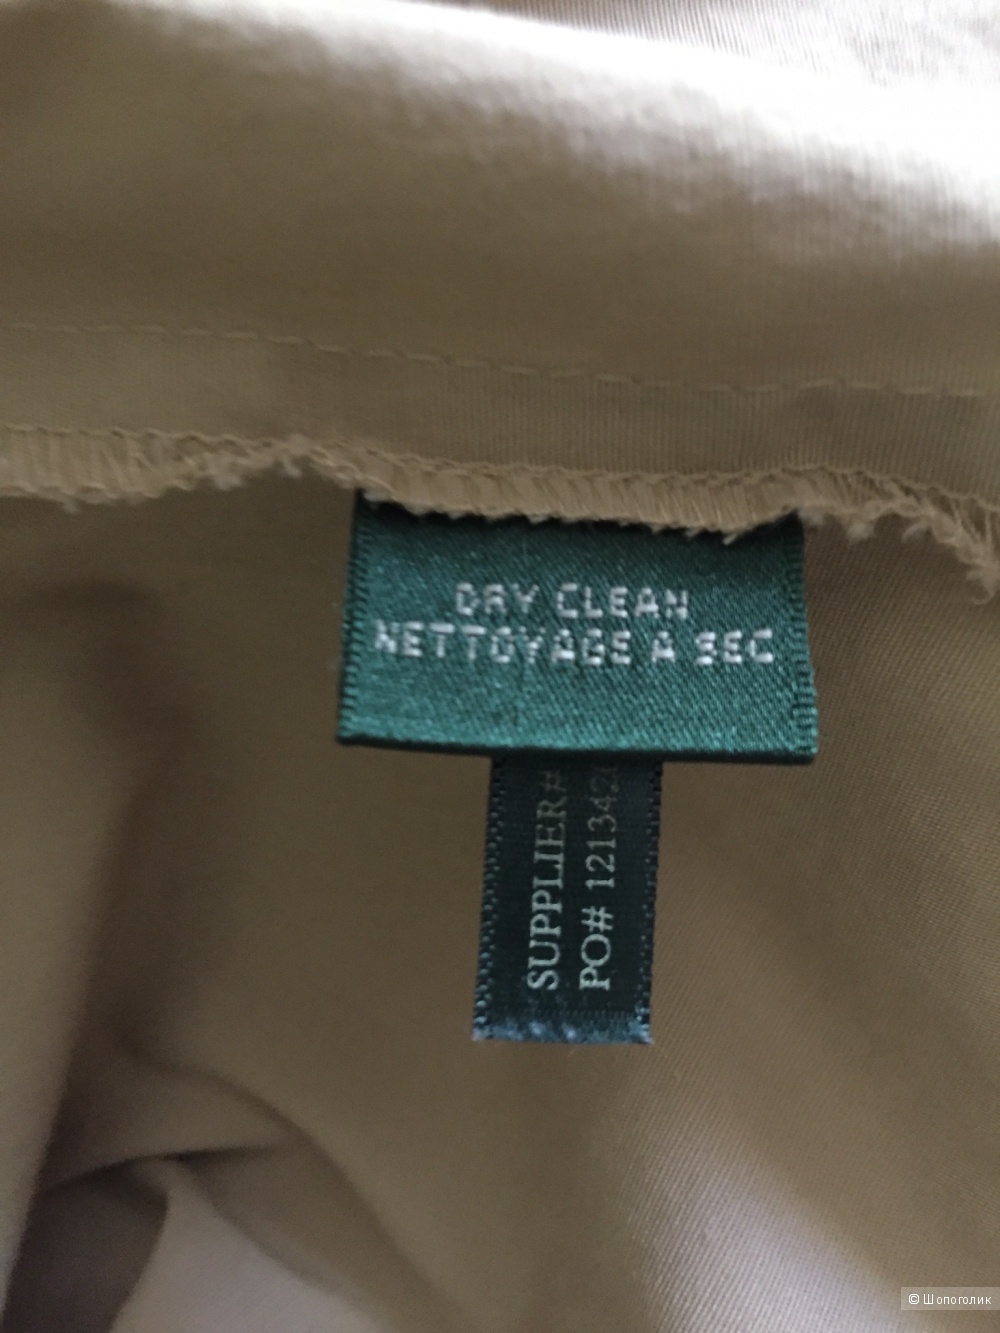 DRY CLEAN
NETTOYAGE A SEC
SUPPLIER#
PO# 121342
© Шопоголик